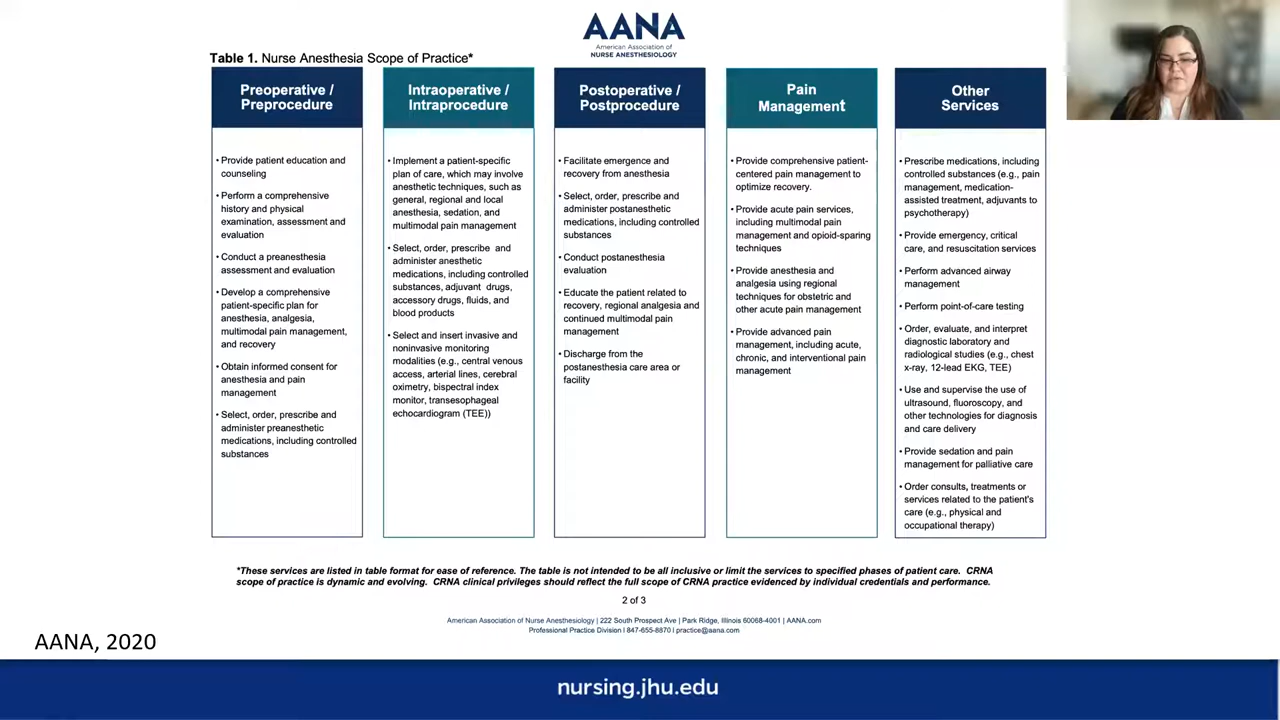 AANA
American Association of
NURSE ANESTHESIOLOGY
Table 1. Nurse Anesthesia Scope of Practice*
Preoperative /
Preprocedure
• Provide patient education and
counseling
• Perform a comprehensive
history and physical
examination, assessment and
evaluation
• Conduct a preanesthesia
assessment and evaluation
• Develop a comprehensive
patient-specific plan for
anesthesia, analgesia,
multimodal pain management,
and recovery
• Obtain informed consent for
anesthesia and pain
management
• Select, order, prescribe and
administer preanesthetic
medications, including controlled
substances
Intraoperative /
Intraprocedure
• Implement a patient-specific
plan of care, which may involve
anesthetic techniques, such as
general, regional and local
anesthesia, sedation, and
multimodal pain management
• Select, order, prescribe and
administer anesthetic
medications, including controlled
substances, adjuvant drugs,
accessory drugs, fluids, and
blood products
• Select and insert invasive and
noninvasive monitoring
modalities (e.g., central venous
access, arterial lines, cerebral
oximetry, bispectral index
monitor, transesophageal
echocardiogram (TEE))
Postoperative /
Postprocedure
• Facilitate emergence and
recovery from anesthesia
• Select, order, prescribe and
administer postanesthetic
medications, including controlled
substances
• Conduct postanesthesia
evaluation
• Educate the patient related to
recovery, regional analgesia and
continued multimodal pain
management
• Discharge from the
postanesthesia care area or
facility
Pain
Management
• Provide comprehensive patient-
centered pain management to
optimize recovery.
• Provide acute pain services,
including multimodal pain
management and opioid-sparing
techniques
• Provide anesthesia and
analgesia using regional
techniques for obstetric and
other acute pain management
• Provide advanced pain
management, including acute,
chronic, and interventional pain
management
Other
Services
• Prescribe medications, including
controlled substances (e.g., pain
management, medication-
assisted treatment, adjuvants to
psychotherapy)
• Provide emergency, critical
care, and resuscitation services
• Perform advanced airway
management
• Perform point-of-care testing
• Order, evaluate, and interpret
diagnostic laboratory and
radiological studies (e.g., chest
x-ray, 12-lead EKG, TEE)
• Use and supervise the use of
ultrasound, fluoroscopy, and
other technologies for diagnosis
and care delivery
• Provide sedation and pain
management for palliative care
• Order consults, treatments or
services related to the patient's
care (e.g., physical and
occupational therapy)
*These services are listed in table format for ease of reference. The table is not intended to be all inclusive or limit the services to specified phases of patient care. CRNA
scope of practice is dynamic and evolving. CRNA clinical privileges should reflect the full scope of CRNA practice evidenced by individual credentials and performance.
2 of 3
American Association of Nurse Anesthesiology | 222 South Prospect Ave | Park Ridge, Illinois 60068-4001 | AANA.com
Professional Practice Division | 847-655-8870 | practice@aana.com
AANA, 2020
nursing.jhu.edu